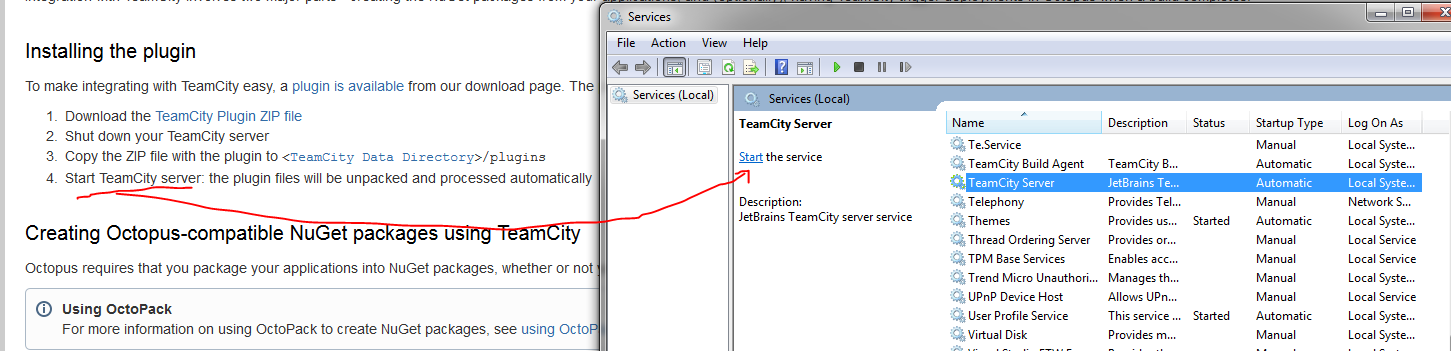 Installing the plugin
To make integrating with TeamCity easy, a plugin is available from our download page. The
1. Download the TeamCity Plugin ZIP file
2. Shut down your TeamCity server
3. Copy the ZIP file with the plugin to <TeamCity Data Directory>/plugins
4. Start TeamCity server: the plugin files will be unpacked and processed automatically
Creating Octopus-compatible NuGet packages using TeamCity
Octopus requires that you package your applications into NuGet packages, whether or not
Using OctoPack
For more information on using OctoPack to create NuGet packages, see using OctoP
Services
File Action View Help
Services (Local)
Services (Local)
TeamCity Server
Start the service
Description:
JetBrains TeamCity server service
Name Description Status Startup Type Log On As
Te.Service Manual Local Syste...
TeamCity Build Agent TeamCity B... Automatic Local Syste...
TeamCity Server JetBrains Te... Automatic Local Syste...
Telephony Provides Tel... Manual Network S...
Themes Provides us... Started Automatic Local Syste...
Thread Ordering Server Provides or... Manual Local Service
TPM Base Services Enables acc... Manual Local Service
Trend Micro Unauthori... Manages th... Manual Local Syste...
UPnP Device Host Allows UPn... Manual Local Service
User Profile Service This service ... Started Automatic Local Syste...
Virtual Disk Provides m... Manual Local Syste...